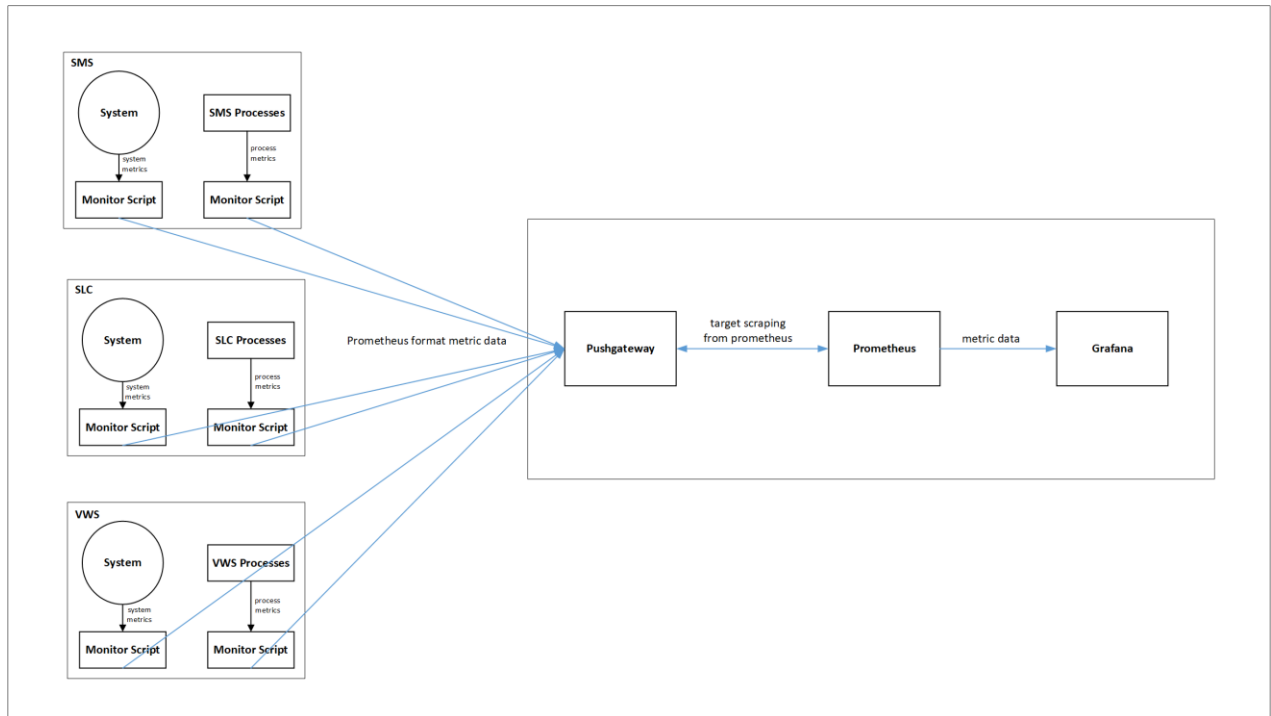 SMS
System
SMS Processes
system
metrics
process
metrics
Monitor Script
Monitor Script
SLC
System
SLC Processes
system
metrics
process
metrics
Monitor Script
Monitor Script
VWS
System
VWS Processes
system
metrics
process
metrics
Monitor Script
Monitor Script
Prometheus format metric data
Pushgateway
target scraping
from prometheus
Prometheus
metric data
Grafana